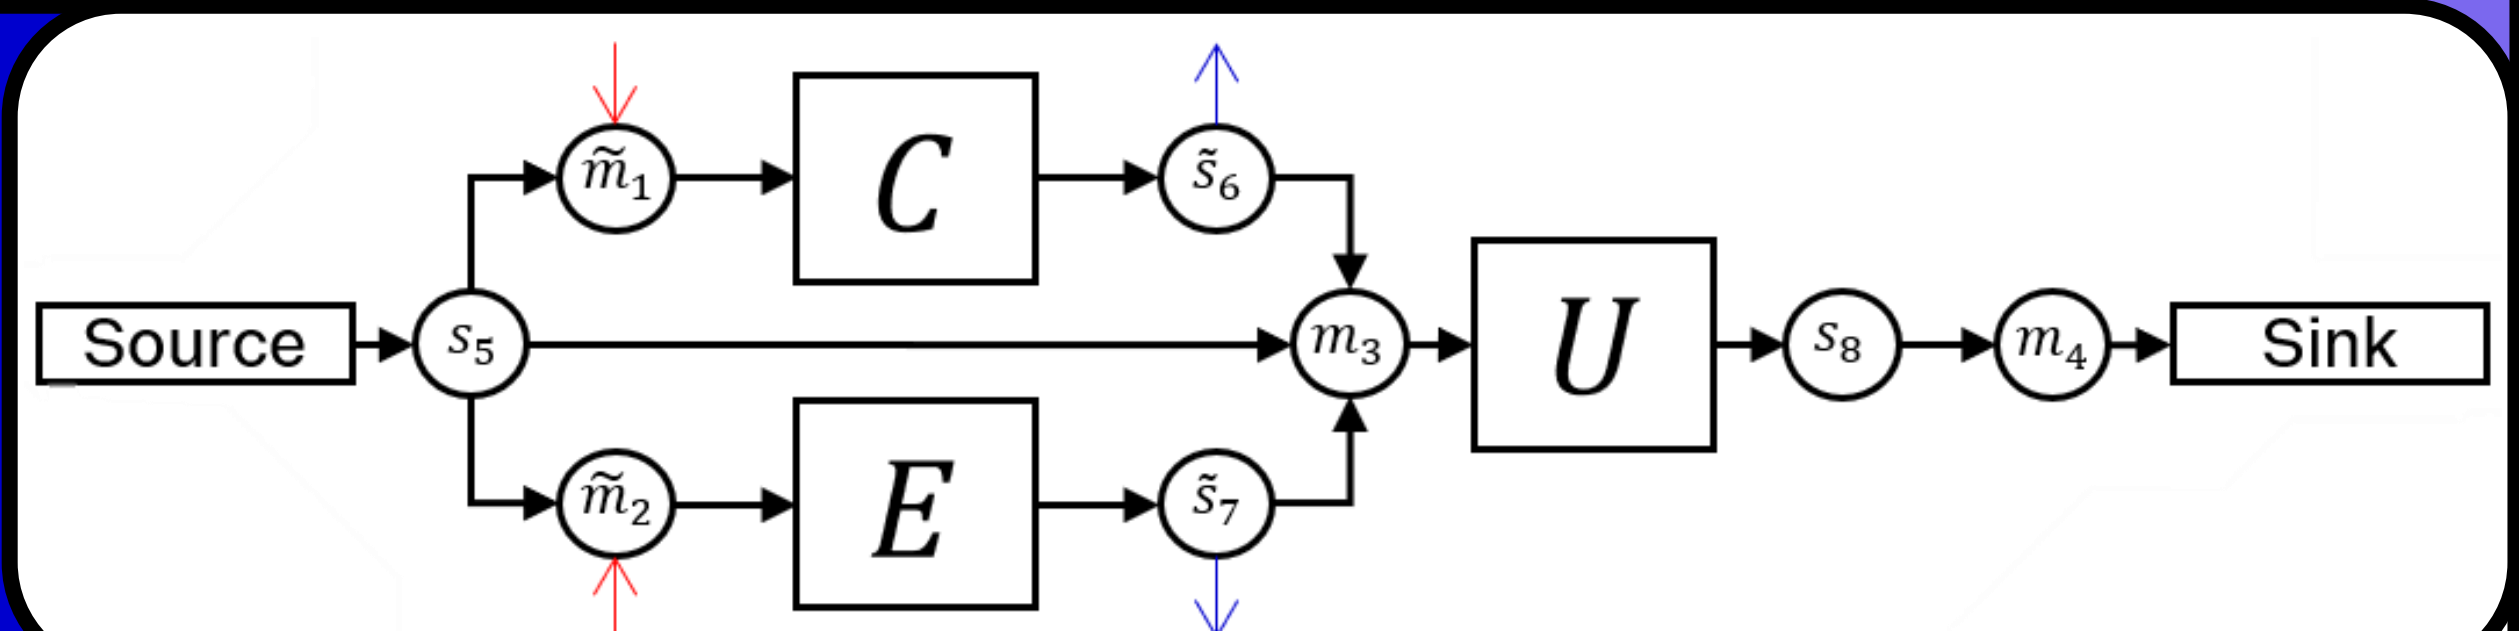 m̃₁ C s̃₆
Source s₅ m₃ U s₈ m₄ Sink
m̃₂ E s̃₇